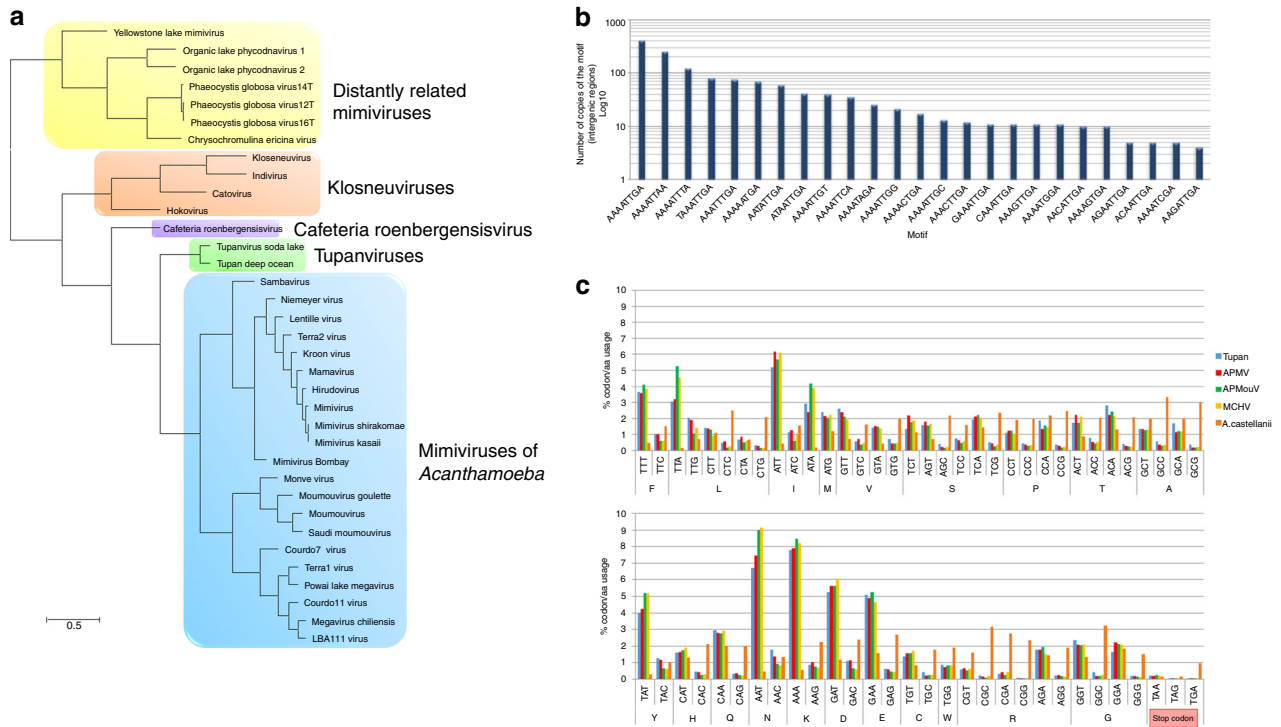 a
Yellowstone lake mimivirus
Organic lake phycodnavirus 1
Organic lake phycodnavirus 2
Phaeocystis globosa virus14T
Phaeocystis globosa virus12T
Phaeocystis globosa virus16T
Chrysochromulina ericina virus
Distantly related
mimiviruses
Kloseneuvirus
Indivirus
Catovirus
Hokovirus
Klosneuviruses
Cafeteria roenbergensisvirus
Cafeteria roenbergensisvirus
Tupanvirus soda lake
Tupan deep ocean
Tupanviruses
Sambavirus
Niemeyer virus
Lentille virus
Terra2 virus
Kroon virus
Mamavirus
Hirudovirus
Mimivirus
Mimivirus shirakomae
Mimivirus kasaii
Mimivirus Bombay
Monve virus
Moumouvirus goulette
Moumouvirus
Saudi moumouvirus
Courdo7 virus
Terra1 virus
Powai lake megavirus
Courdo11 virus
Megavirus chiliensis
LBA111 virus
Mimiviruses of
Acanthamoeba
0.5
b
Number of copies of the motif
(intergenic regions)
Log10
1000
100
10
1
AAAATTGA
AAAATTAA
AAAATTTA
TAAATTGA
AAATTTGA
AAAAATGA
AATATTGA
ATAATTGA
AAAATTGT
AAAATTCA
AAAATAGA
AAAATTGG
AAAACTGA
AAAATTGC
AAACTTGA
GAAATTGA
CAAATTGA
AAAGTTGA
AAAATGGA
AACATTGA
AAAAGTGA
AGAATTGA
ACAATTGA
AAAATCGA
AAGATTGA
Motif
c
% codon/aa usage
10
9
8
7
6
5
4
3
2
1
0
TTT TTC TTA TTG CTT CTC CTA CTG ATT ATC ATA ATG GTT GTC GTA GTG TCT AGT AGC TCC TCA TCG CCT CCC CCA CCG ACT ACC ACA ACG GCT GCC GCA GCG
F L I M V S P T A
Tupan
APMV
APMouV
MCHV
A.castellanii
% codon/aa usage
10
9
8
7
6
5
4
3
2
1
0
TAT TAC CAT CAC CAA CAG AAT AAC AAA AAG GAT GAC GAA GAG TGT TGC TGG CGT CGC CGA CGG AGA AGG GGT GGC GGA GGG TAA TAG TGA
Y H Q N K D E C W R G Stop codon